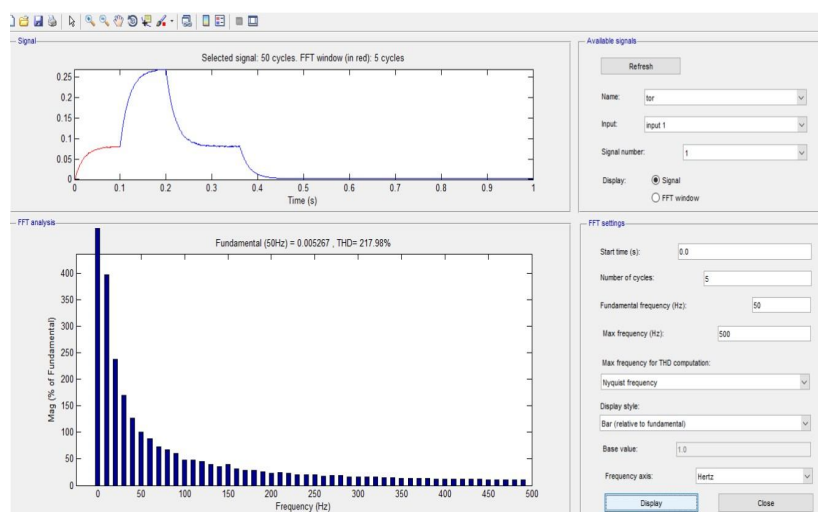 Signal
Selected signal: 50 cycles. FFT window (in red): 5 cycles
0.25
0.2
0.15
0.1
0.05
0
0 0.1 0.2 0.3 0.4 0.5 0.6 0.7 0.8 0.9 1
Time (s)
Available signals
Refresh
Name: tor
Input: input 1
Signal number: 1
Display: Signal
FFT window
FFT analysis
Fundamental (50Hz) = 0.005267 , THD= 217.98%
Mag (% of Fundamental)
400
350
300
250
200
150
100
50
0
0 50 100 150 200 250 300 350 400 450 500
Frequency (Hz)
FFT settings
Start time (s): 0.0
Number of cycles: 5
Fundamental frequency (Hz): 50
Max frequency (Hz): 500
Max frequency for THD computation:
Nyquist frequency
Display style:
Bar (relative to fundamental)
Base value: 1.0
Frequency axis: Hertz
Display Close